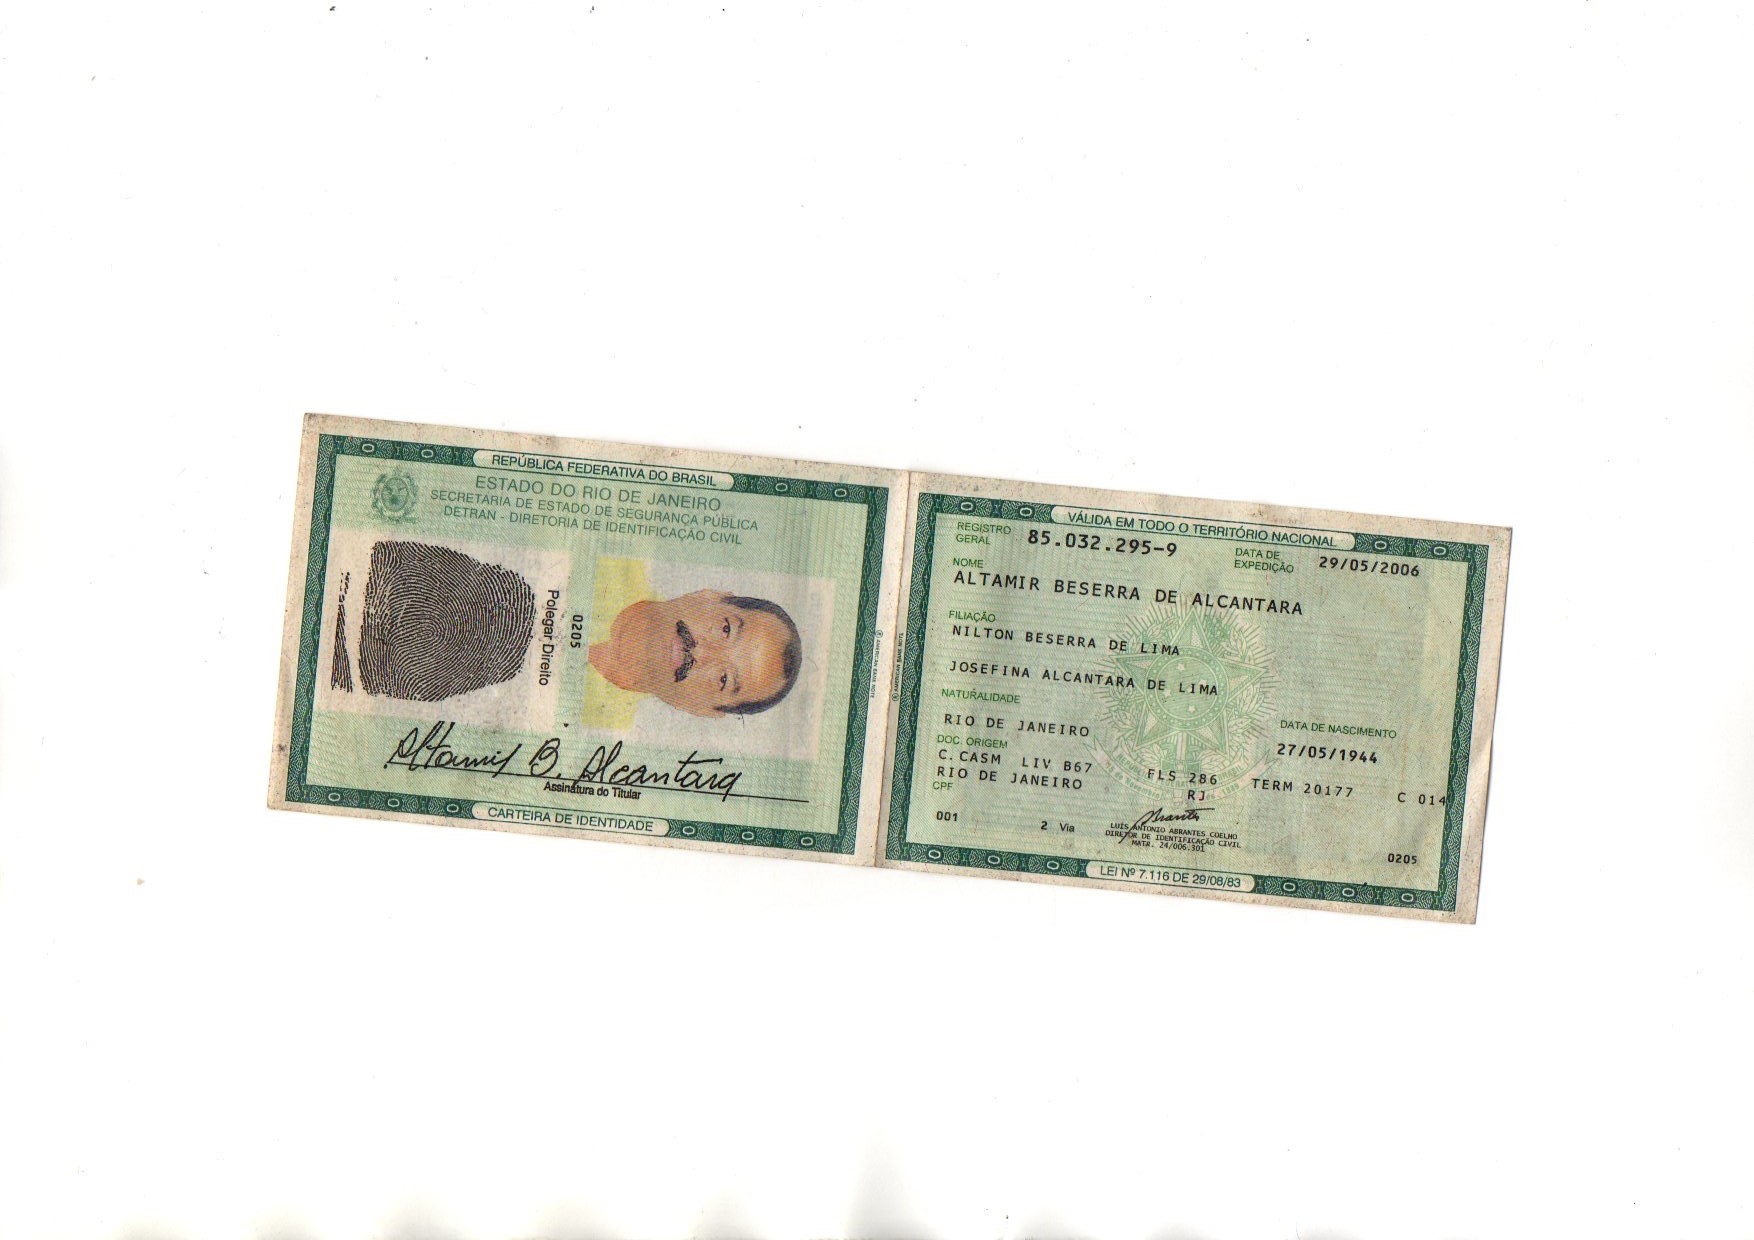 REPÚBLICA FEDERATIVA DO BRASIL
ESTADO DO RIO DE JANEIRO
SECRETARIA DE ESTADO DE SEGURANÇA PÚBLICA
DETRAN - DIRETORIA DE IDENTIFICAÇÃO CIVIL
Polegar Direito
0205
Altamir B. Alcantara
Assinatura do Titular
CARTEIRA DE IDENTIDADE
VÁLIDA EM TODO O TERRITÓRIO NACIONAL
REGISTRO GERAL 85.032.295-9 DATA DE EXPEDIÇÃO 29/05/2006
NOME
ALTAMIR BESERRA DE ALCANTARA
FILIAÇÃO
NILTON BESERRA DE LIMA
JOSEFINA ALCANTARA DE LIMA
NATURALIDADE
RIO DE JANEIRO
DATA DE NASCIMENTO
27/05/1944
DOC. ORIGEM
C. CASM LIV B67 FLS 286 TERM 20177 C 014
RIO DE JANEIRO RJ
CPF
001 2 Via
LUIS ANTONIO ABRANTES COELHO
DIRETOR DE IDENTIFICAÇÃO CIVIL
MATR. 24/006.301
0205
LEI Nº 7.116 DE 29/08/83